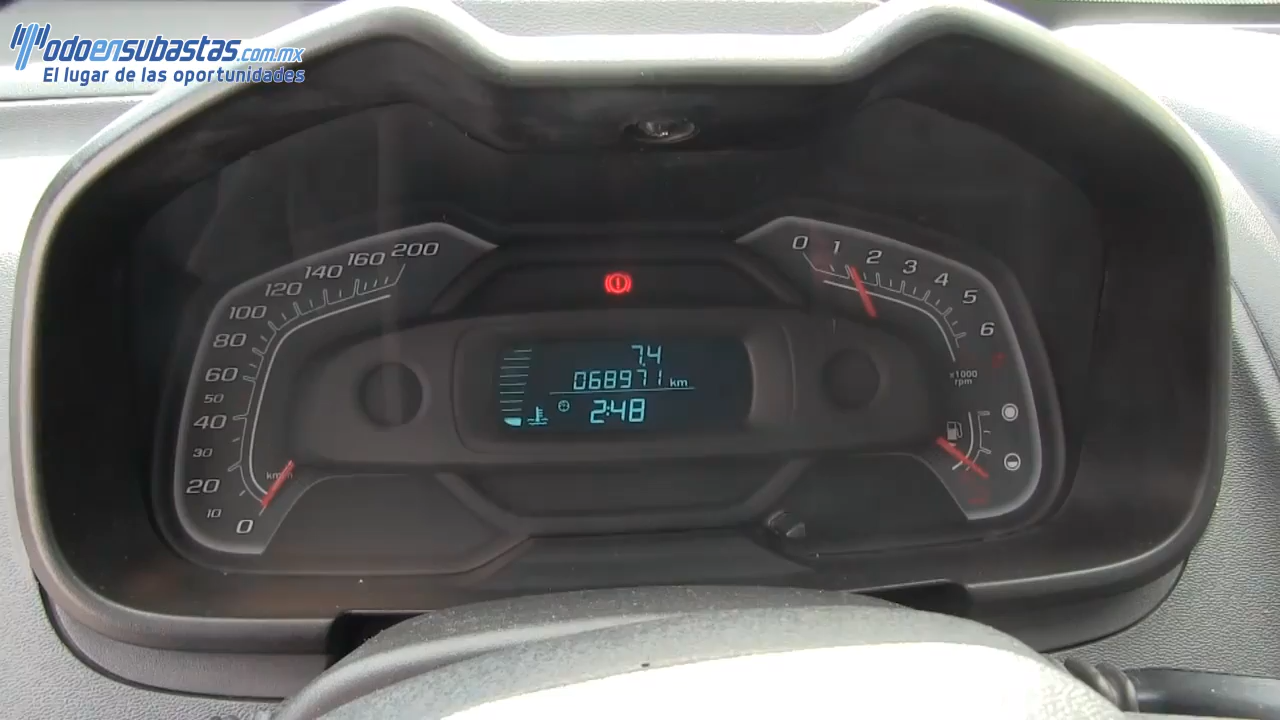 Todoensubastas.com.mx
El lugar de las oportunidades
200
160
140
120
100
80
60
50
40
30
20
10
0
km/h
7.4
068971 km
2:48
0 1 2 3 4 5 6
x1000
rpm